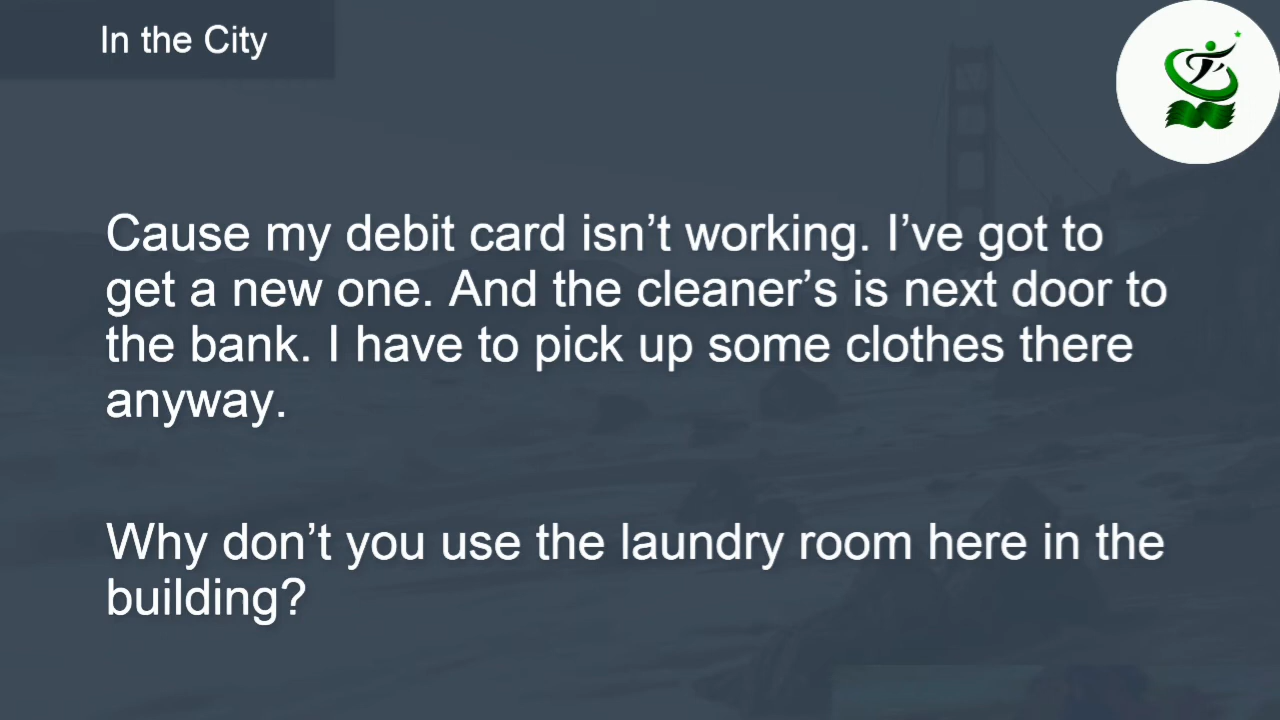 In the City
Cause my debit card isn’t working. I’ve got to
get a new one. And the cleaner’s is next door to
the bank. I have to pick up some clothes there
anyway.
Why don’t you use the laundry room here in the
building?